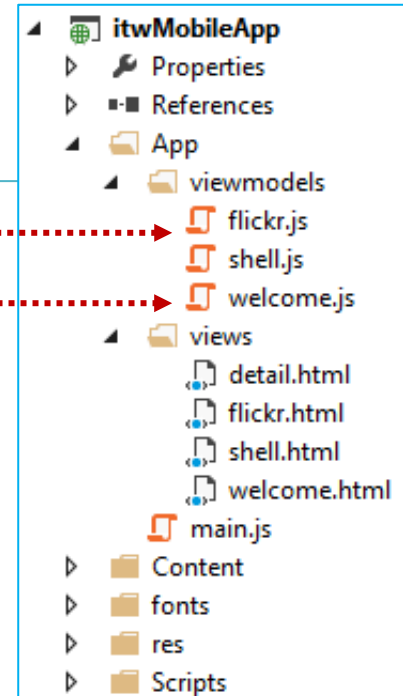 itwMobileApp
Properties
References
App
viewmodels
flickr.js
shell.js
welcome.js
views
detail.html
flickr.html
shell.html
welcome.html
main.js
Content
fonts
res
Scripts